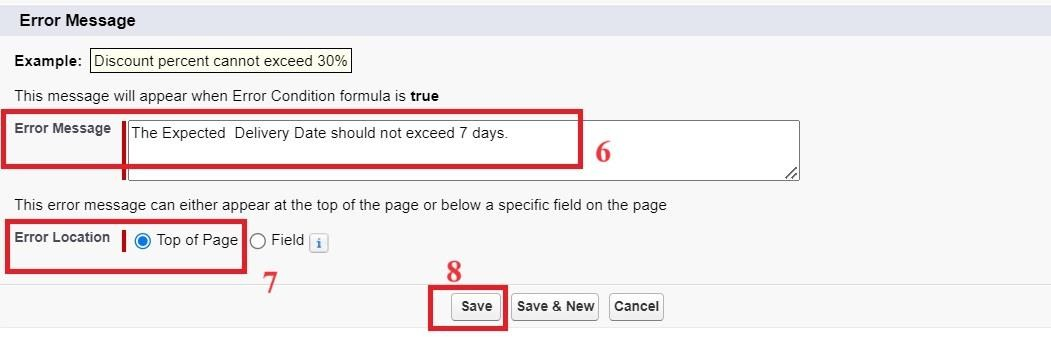 Error Message
Example: Discount percent cannot exceed 30%
This message will appear when Error Condition formula is true
Error Message The Expected  Delivery Date should not exceed 7 days.
6
This error message can either appear at the top of the page or below a specific field on the page
Error Location Top of Page Field i
7
8
Save Save & New Cancel